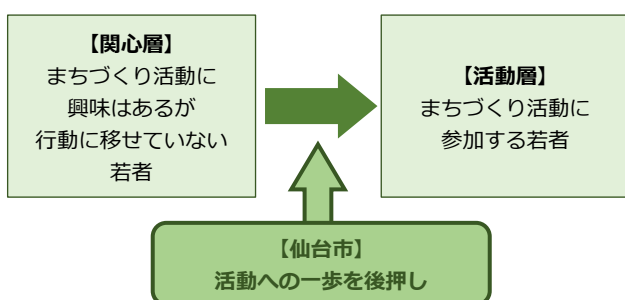 【関心層】
まちづくり活動に
興味はあるが
行動に移せていない
若者
【活動層】
まちづくり活動に
参加する若者
【仙台市】
活動への一歩を後押し